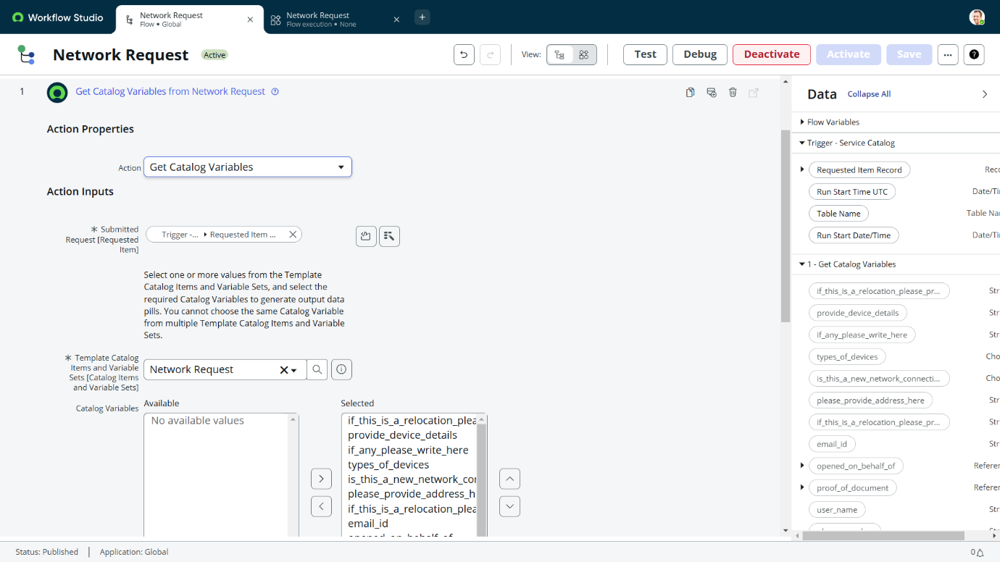 Workflow Studio
Network Request
Flow • Global
Network Request
Flow execution • None
Network Request
Active
View:
Test
Debug
Deactivate
Activate
Save
1
Get Catalog Variables from Network Request
Action Properties
Action
Get Catalog Variables
Action Inputs
Submitted
Request [Requested
Item]
Trigger -...
Requested Item ...
Select one or more values from the Template
Catalog Items and Variable Sets, and select the
required Catalog Variables to generate output data
pills. You cannot choose the same Catalog Variable
from multiple Template Catalog Items and Variable
Sets.
Template Catalog
Items and Variable
Sets [Catalog Items
and Variable Sets]
Network Request
Catalog Variables
Available
No available values
Selected
if_this_is_a_relocation_plea
provide_device_details
if_any_please_write_here
types_of_devices
is_this_a_new_network_con
please_provide_address_h
if_this_is_a_relocation_plea
email_id
opened_on_behalf_of
Data
Collapse All
Flow Variables
Trigger - Service Catalog
Requested Item Record
Reco
Run Start Time UTC
Date/Ti
Table Name
Table Na
Run Start Date/Time
Date/Ti
1 - Get Catalog Variables
if_this_is_a_relocation_please_pr...
Str
provide_device_details
Str
if_any_please_write_here
Str
types_of_devices
Cho
is_this_a_new_network_connecti...
Cho
please_provide_address_here
Str
if_this_is_a_relocation_please_pr...
Str
email_id
Str
opened_on_behalf_of
Referer
proof_of_document
Referer
user_name
Str
Status: Published
Application: Global
0